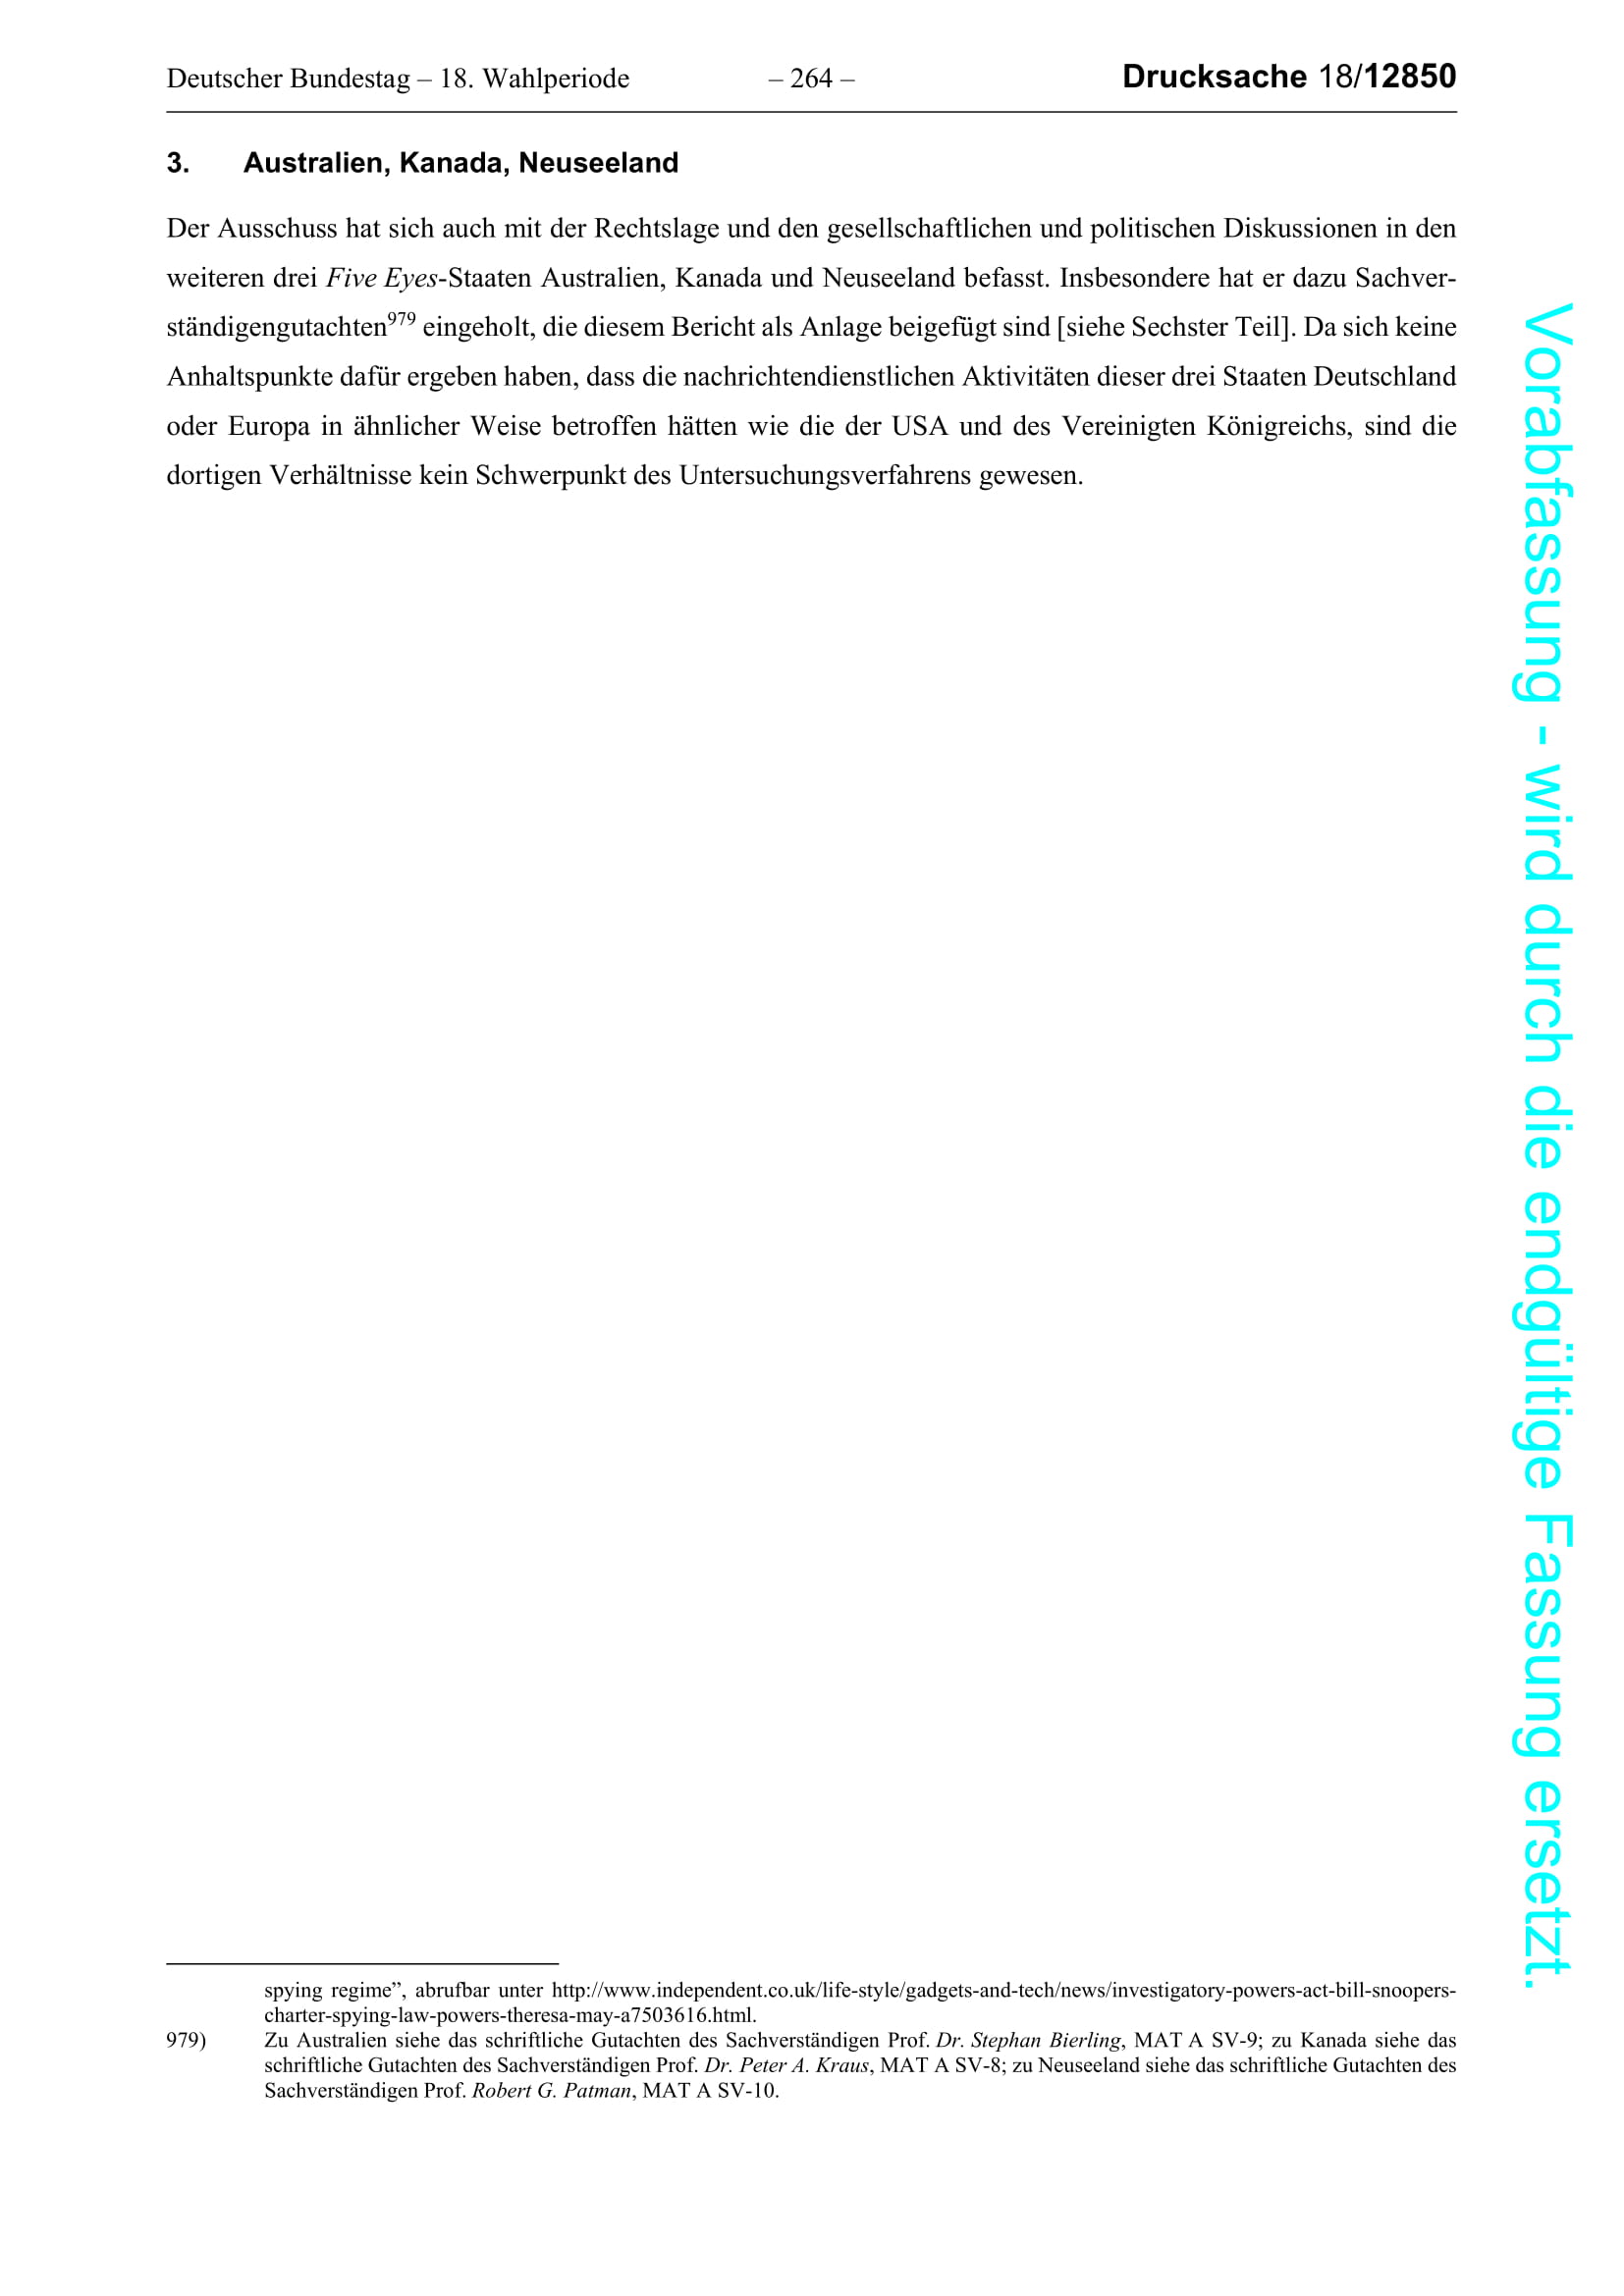 Deutscher Bundestag – 18. Wahlperiode – 264 – Drucksache 18/12850
3. Australien, Kanada, Neuseeland
Der Ausschuss hat sich auch mit der Rechtslage und den gesellschaftlichen und politischen Diskussionen in den
weiteren drei Five Eyes-Staaten Australien, Kanada und Neuseeland befasst. Insbesondere hat er dazu Sachver-
ständigengutachten979 eingeholt, die diesem Bericht als Anlage beigefügt sind [siehe Sechster Teil]. Da sich keine
Anhaltspunkte dafür ergeben haben, dass die nachrichtendienstlichen Aktivitäten dieser drei Staaten Deutschland
oder Europa in ähnlicher Weise betroffen hätten wie die der USA und des Vereinigten Königreichs, sind die
dortigen Verhältnisse kein Schwerpunkt des Untersuchungsverfahrens gewesen.
spying regime”, abrufbar unter http://www.independent.co.uk/life-style/gadgets-and-tech/news/investigatory-powers-act-bill-snoopers-
charter-spying-law-powers-theresa-may-a7503616.html.
979) Zu Australien siehe das schriftliche Gutachten des Sachverständigen Prof. Dr. Stephan Bierling, MAT A SV-9; zu Kanada siehe das
schriftliche Gutachten des Sachverständigen Prof. Dr. Peter A. Kraus, MAT A SV-8; zu Neuseeland siehe das schriftliche Gutachten des
Sachverständigen Prof. Robert G. Patman, MAT A SV-10.
Vorabfassung - wird durch die endgültige Fassung ersetzt.